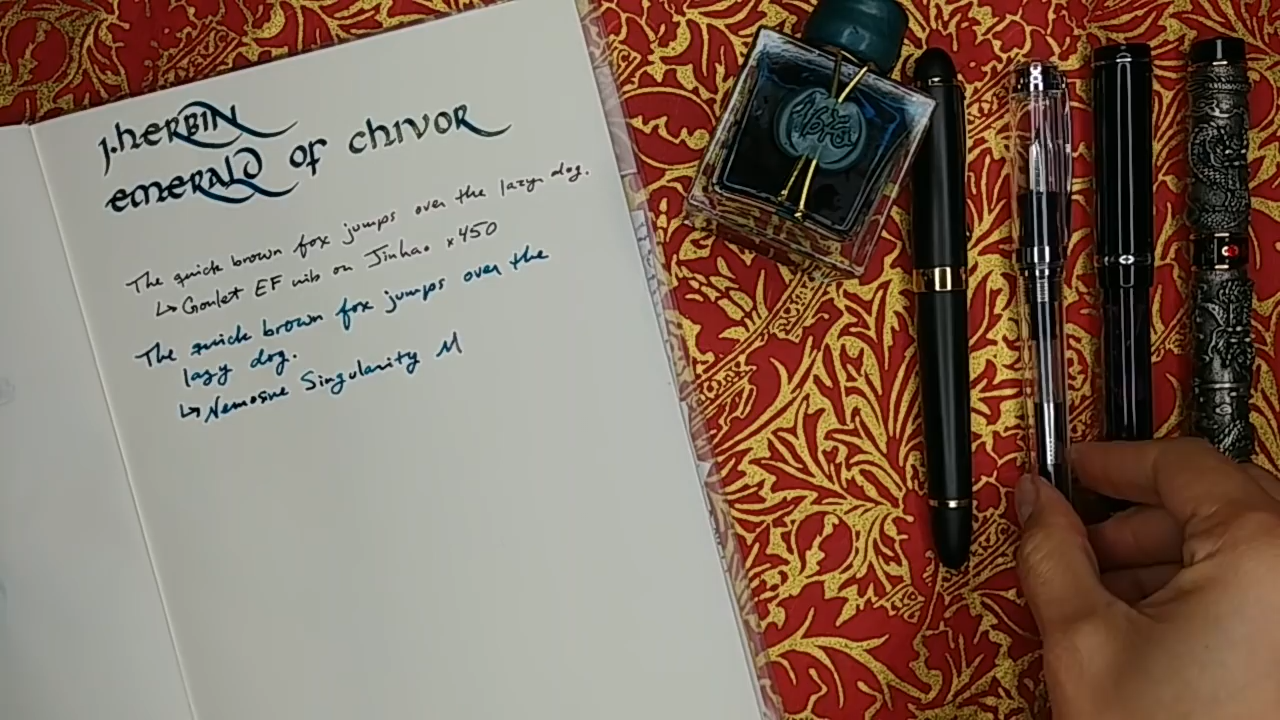 J. Herbin
Emerald of Chivor
The quick brown fox jumps over the lazy dog.
↳ Goulet EF nib on Jinhao x450
The quick brown fox jumps over the
lazy dog.
↳ Nemosine Singularity M